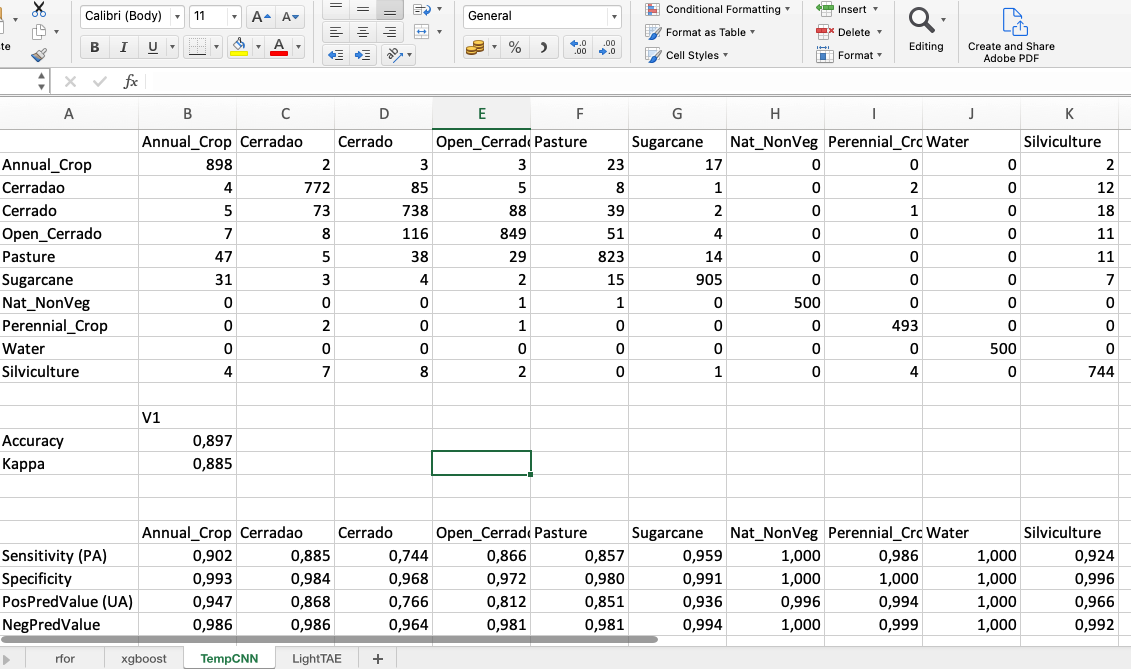 Calibri (Body) 11 A A General Conditional Formatting Insert
Format as Table Delete
B I U A % Cell Styles Format Editing Create and Share
Adobe PDF
fx
A B C D E F G H I J K
Annual_Crop Cerradao Cerrado Open_Cerrado Pasture Sugarcane Nat_NonVeg Perennial_Crc Water Silviculture
Annual_Crop 898 2 3 3 23 17 0 0 0 2
Cerradao 4 772 85 5 8 1 0 2 0 12
Cerrado 5 73 738 88 39 2 0 1 0 18
Open_Cerrado 7 8 116 849 51 4 0 0 0 11
Pasture 47 5 38 29 823 14 0 0 0 11
Sugarcane 31 3 4 2 15 905 0 0 0 7
Nat_NonVeg 0 0 0 1 1 0 500 0 0 0
Perennial_Crop 0 2 0 1 0 0 0 493 0 0
Water 0 0 0 0 0 0 0 0 500 0
Silviculture 4 7 8 2 0 1 0 4 0 744
V1
Accuracy 0,897
Kappa 0,885
Annual_Crop Cerradao Cerrado Open_Cerrado Pasture Sugarcane Nat_NonVeg Perennial_Crc Water Silviculture
Sensitivity (PA) 0,902 0,885 0,744 0,866 0,857 0,959 1,000 0,986 1,000 0,924
Specificity 0,993 0,984 0,968 0,972 0,980 0,991 1,000 1,000 1,000 0,996
PosPredValue (UA) 0,947 0,868 0,766 0,812 0,851 0,936 0,996 0,994 1,000 0,966
NegPredValue 0,986 0,986 0,964 0,981 0,981 0,994 1,000 0,999 1,000 0,992
rfor xgboost TempCNN LightTAE +